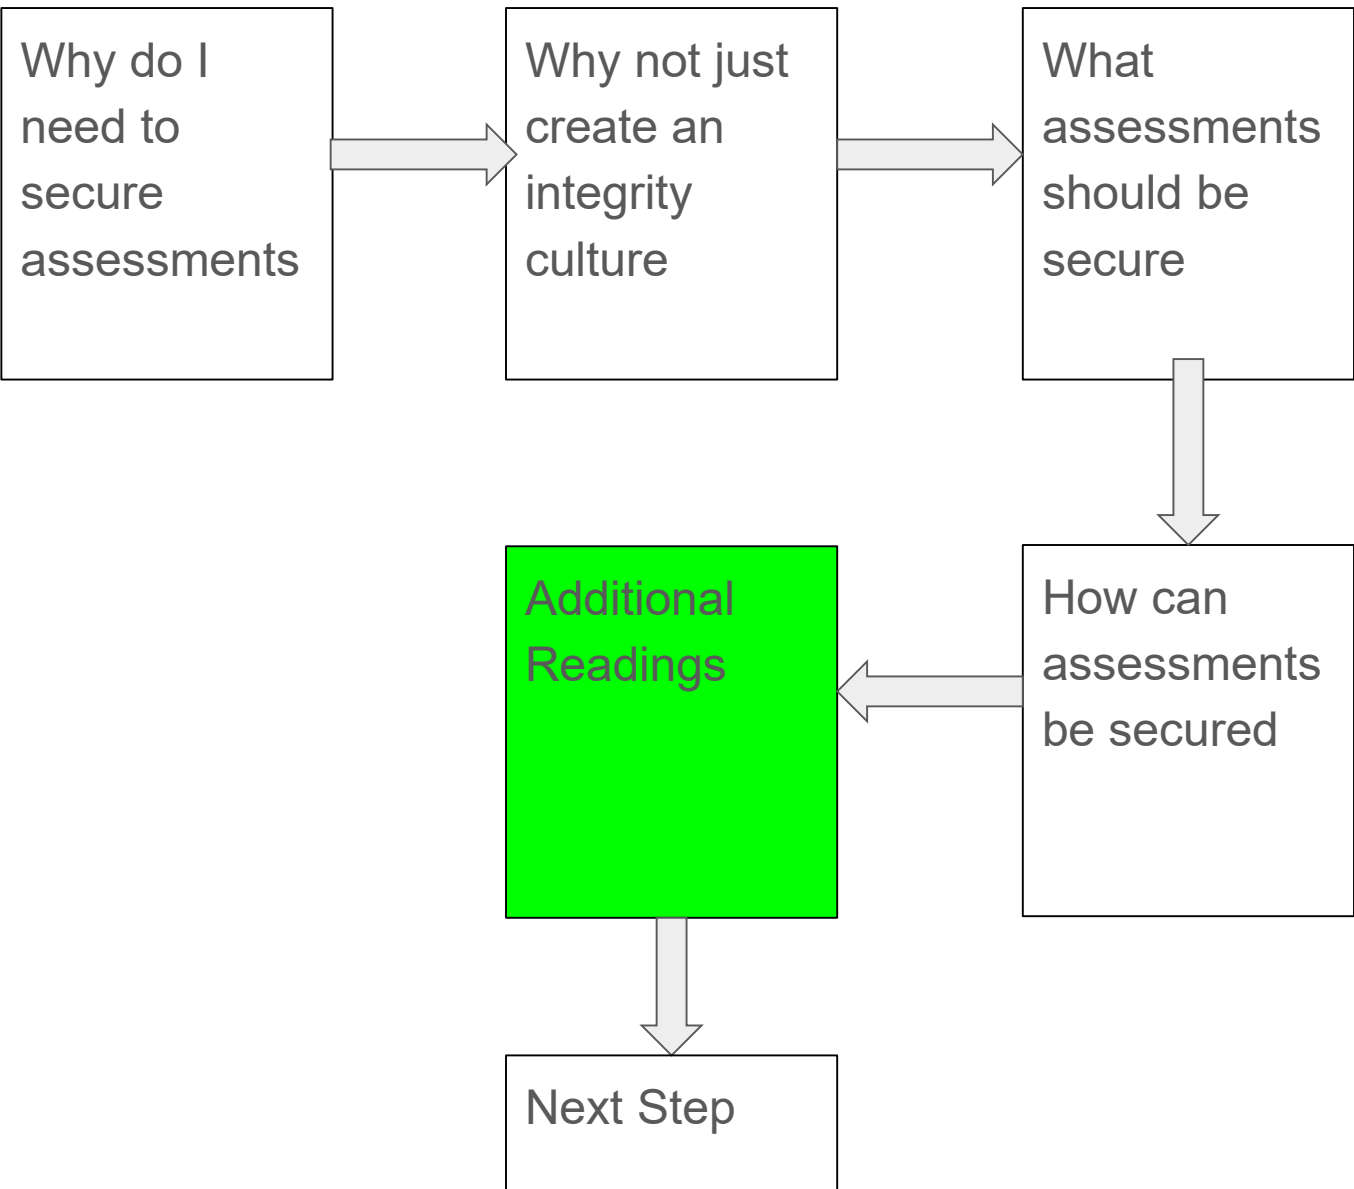 Why do I
need to
secure
assessments
Why not just
create an
integrity
culture
What
assessments
should be
secure
How can
assessments
be secured
Additional
Readings
Next Step